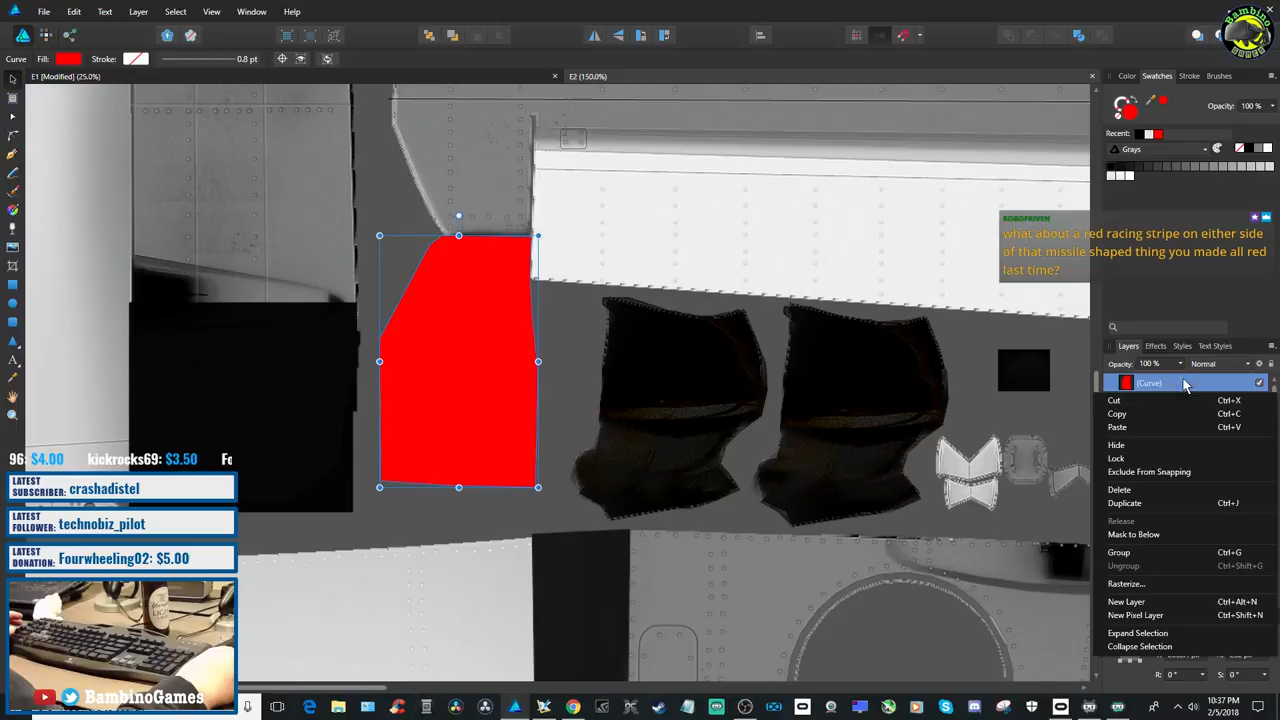 File Edit Text Layer Select View Window Help
Bambino
Curve Fill: Stroke: 0.8 pt
E1 [Modified] (25.0%)
E2 (150.0%)
Color Swatches Stroke Brushes
Opacity: 100 %
Recent:
Grays
ROBOFRIVEN
what about a red racing stripe on either side
of that missile shaped thing you made all red
last time?
Layers Effects Styles Text Styles
Opacity: 100 % Normal
(Curve)
Cut Ctrl+X
Copy Ctrl+C
Paste Ctrl+V
Hide
Lock
Exclude From Snapping
Delete
Duplicate Ctrl+J
Release
Mask to Below
Group Ctrl+G
Ungroup Ctrl+Shift+G
Rasterize...
New Layer Ctrl+Alt+N
New Pixel Layer Ctrl+Shift+N
Expand Selection
Collapse Selection
R: 0 ° S: 0 °
96: $4.00 kickrocks69: $3.50
LATEST
SUBSCRIBER: crashadistel
LATEST
FOLLOWER: technobiz_pilot
LATEST
DONATION: Fourwheeling02: $5.00
BambinoGames
10:37 PM
2/5/2018